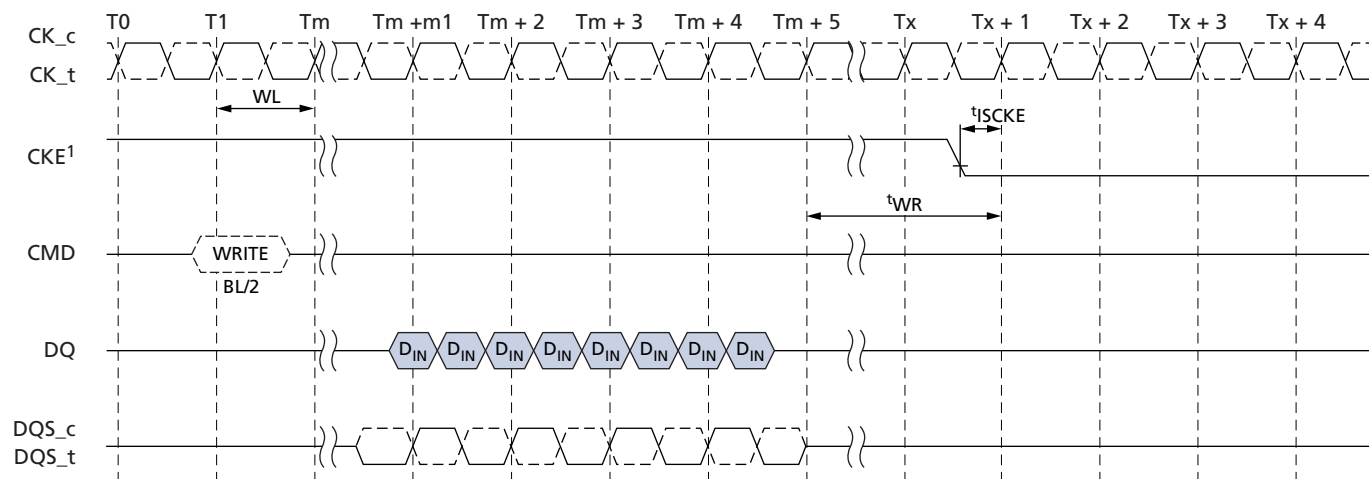 T0 T1 Tm Tm +m1 Tm + 2 Tm + 3 Tm + 4 Tm + 5 Tx Tx + 1 Tx + 2 Tx + 3 Tx + 4
CK_c
CK_t
WL
tISCKE
CKE1
tWR
CMD WRITE
BL/2
DQ DIN DIN DIN DIN DIN DIN DIN DIN
DQS_c
DQS_t